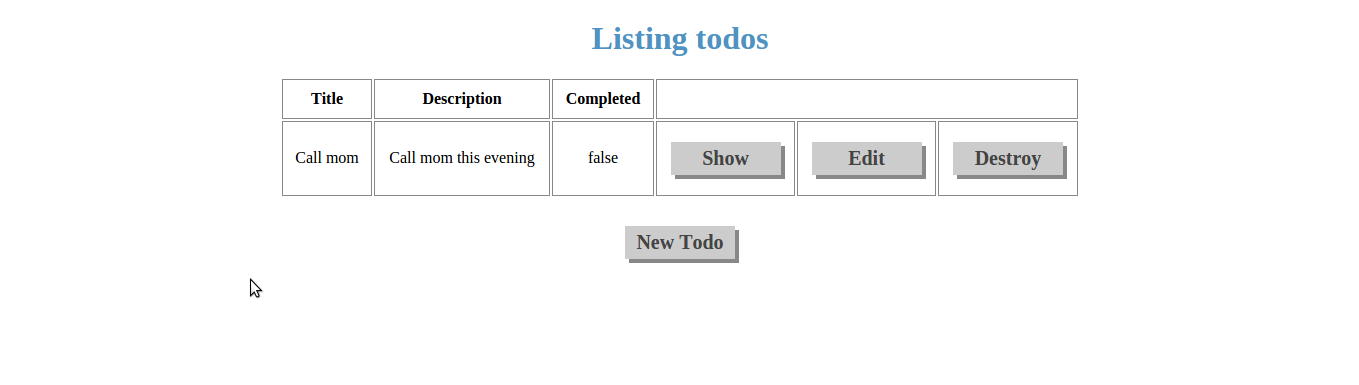 Listing todos
Title Description Completed
Call mom Call mom this evening false Show Edit Destroy
New Todo